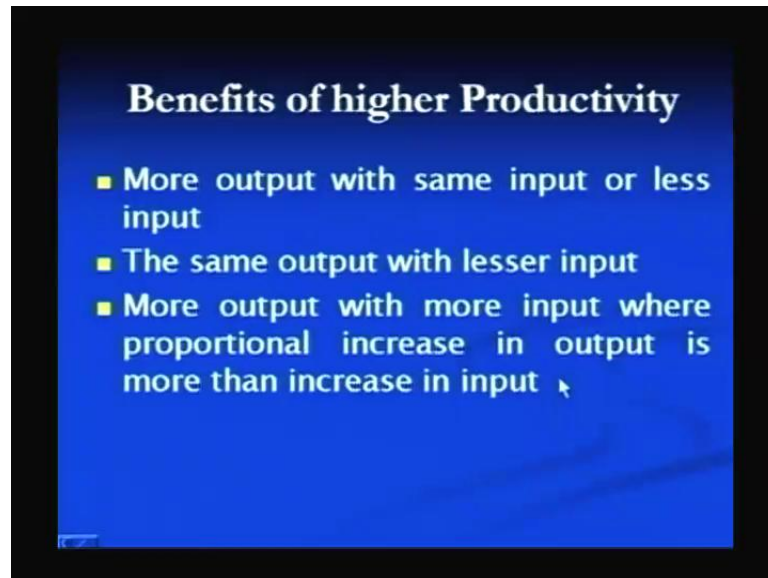 Benefits of higher Productivity
More output with same input or less
input
The same output with lesser input
More output with more input where
proportional increase in output is
more than increase in input